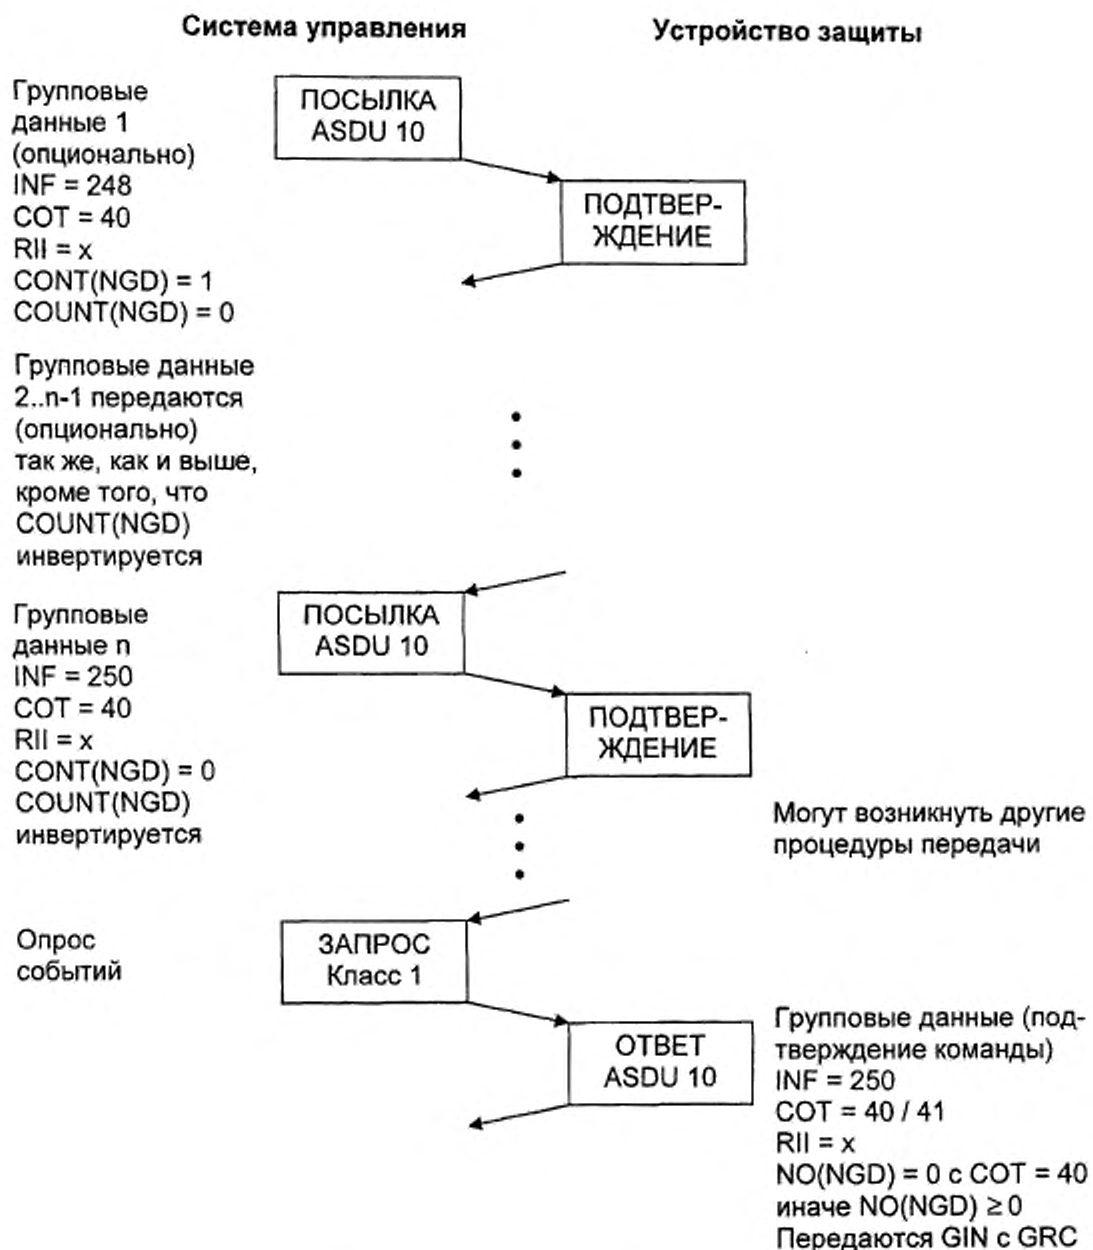 Система управления
Устройство защиты
Групповые
данные 1
(опционально)
INF = 248
COT = 40
RII = x
CONT(NGD) = 1
COUNT(NGD) = 0
ПОСЫЛКА
ASDU 10
ПОДТВЕР-
ЖДЕНИЕ
Групповые данные
2..n-1 передаются
(опционально)
так же, как и выше,
кроме того, что
COUNT(NGD)
инвертируется
Групповые
данные n
INF = 250
COT = 40
RII = x
CONT(NGD) = 0
COUNT(NGD)
инвертируется
ПОСЫЛКА
ASDU 10
ПОДТВЕР-
ЖДЕНИЕ
Могут возникнуть другие
процедуры передачи
Опрос
событий
ЗАПРОС
Класс 1
ОТВЕТ
ASDU 10
Групповые данные (под-
тверждение команды)
INF = 250
COT = 40 / 41
RII = x
NO(NGD) = 0 с COT = 40
иначе NO(NGD) ≥ 0
Передаются GIN с GRC